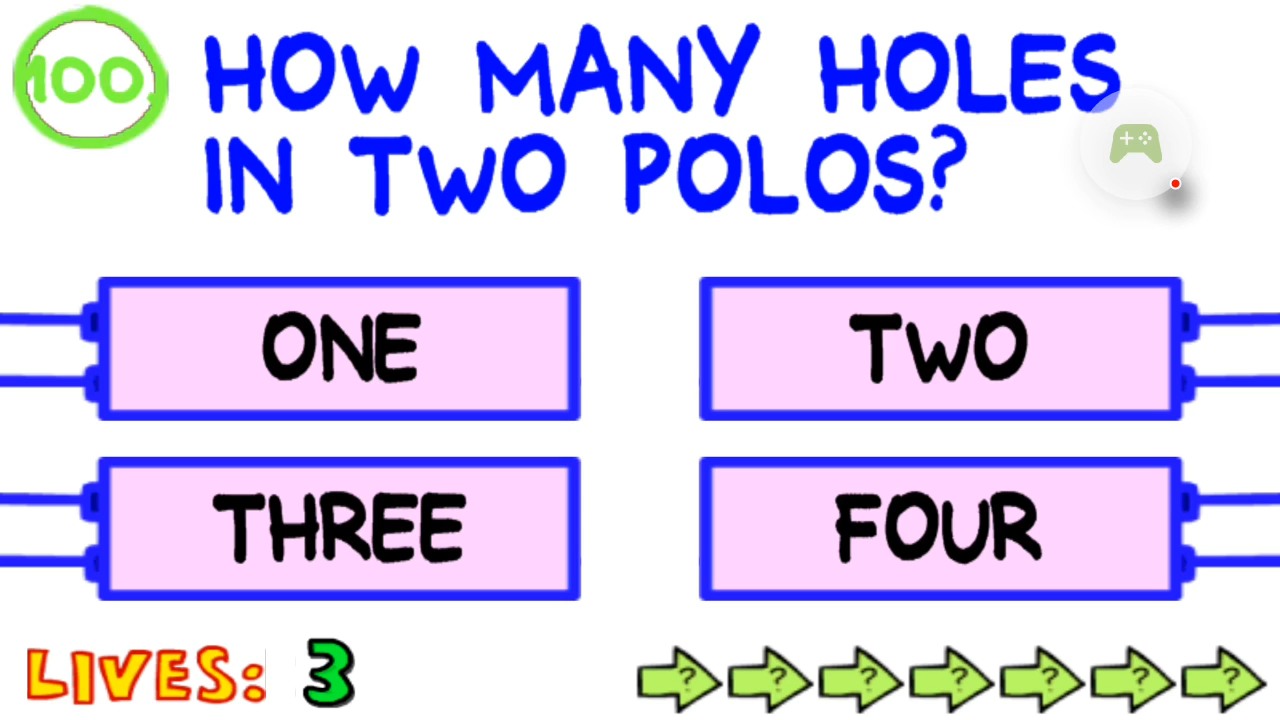 100.
HOW MANY HOLES
IN TWO POLOS?
ONE
TWO
THREE
FOUR
LIVES: 3
? ? ? ? ? ? ?